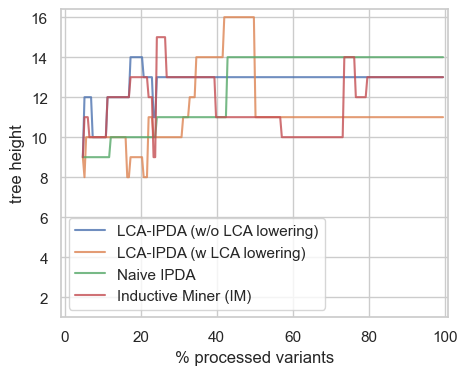 16
14
12
10
8
6
4
2
tree height
LCA-IPDA (w/o LCA lowering)
LCA-IPDA (w LCA lowering)
Naive IPDA
Inductive Miner (IM)
0 20 40 60 80 100
% processed variants